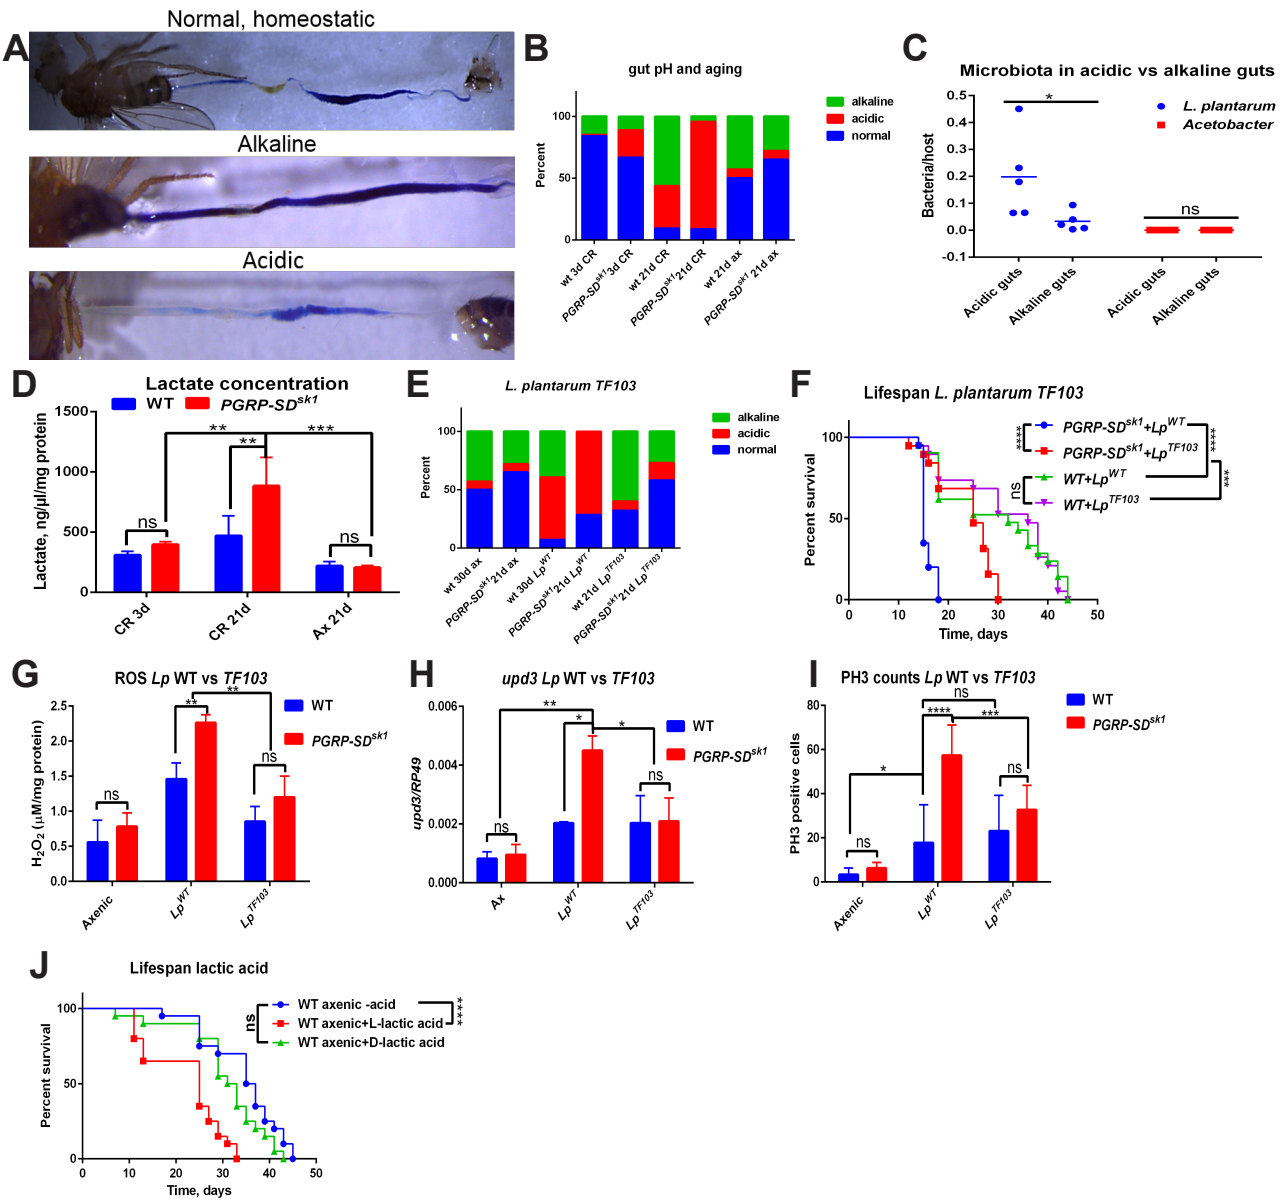 A
Normal, homeostatic
Alkaline
Acidic
B
gut pH and aging
Percent
100
50
0
alkaline
acidic
normal
wt 3d CR
PGRP-SDsk1 3d CR
wt 21d CR
PGRP-SDsk1 21d CR
wt 21d ax
PGRP-SDsk1 21d ax
C
Microbiota in acidic vs alkaline guts
Bacteria/host
0.5
0.4
0.3
0.2
0.1
0.0
-0.1
*
ns
L. plantarum
Acetobacter
Acidic guts
Alkaline guts
Acidic guts
Alkaline guts
D
Lactate concentration
WT
PGRP-SDsk1
Lactate, ng/µl/mg protein
1500
1000
500
0
ns
**
**
***
ns
CR 3d
CR 21d
Ax 21d
E
L. plantarum TF103
Percent
100
50
0
alkaline
acidic
normal
wt 30d ax
PGRP-SDsk1 21d ax
wt 30d LpWT
PGRP-SDsk1 21d LpWT
wt 21d LpTF103
PGRP-SDsk1 21d LpTF103
F
Lifespan L. plantarum TF103
Percent survival
100
50
0
0 10 20 30 40 50
Time, days
PGRP-SDsk1+LpWT
PGRP-SDsk1+LpTF103
WT+LpWT
WT+LpTF103
****
ns
****
***
G
ROS Lp WT vs TF103
H2O2 (µM/mg protein)
2.5
2.0
1.5
1.0
0.5
0.0
ns
**
**
ns
WT
PGRP-SDsk1
Axenic
LpWT
LpTF103
H
upd3 Lp WT vs TF103
upd3/RP49
0.006
0.004
0.002
0.000
ns
**
*
*
ns
WT
PGRP-SDsk1
Ax
LpWT
LpTF103
I
PH3 counts Lp WT vs TF103
PH3 positive cells
80
60
40
20
0
ns
*
****
ns
***
ns
WT
PGRP-SDsk1
Axenic
LpWT
LpTF103
J
Lifespan lactic acid
Percent survival
100
50
0
0 10 20 30 40 50
Time, days
WT axenic -acid
WT axenic+L-lactic acid
WT axenic+D-lactic acid
ns
****